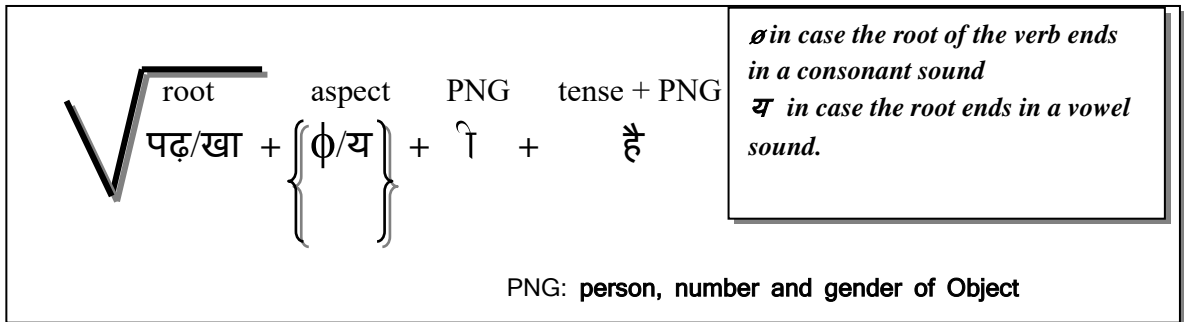 root aspect PNG tense + PNG
पढ़/खा + {ϕ/य} + ी + है
ø in case the root of the verb ends
in a consonant sound
य in case the root ends in a vowel
sound.
PNG: person, number and gender of Object